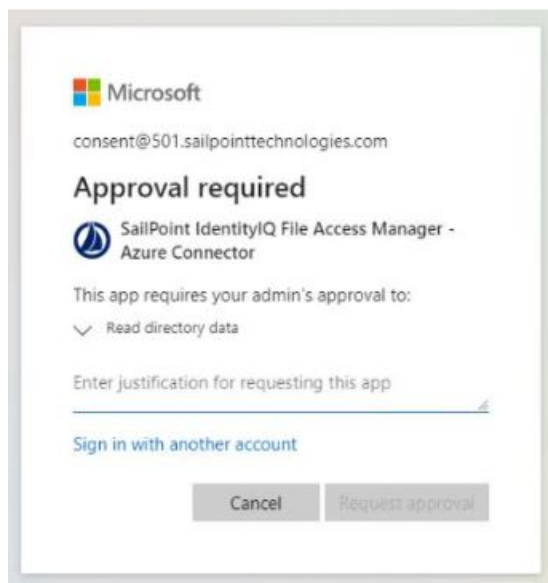 Microsoft
consent@501.sailpointtechnologies.com
Approval required
SailPoint IdentityIQ File Access Manager -
Azure Connector
This app requires your admin's approval to:
Read directory data
Enter justification for requesting this app
Sign in with another account
Cancel Request approval